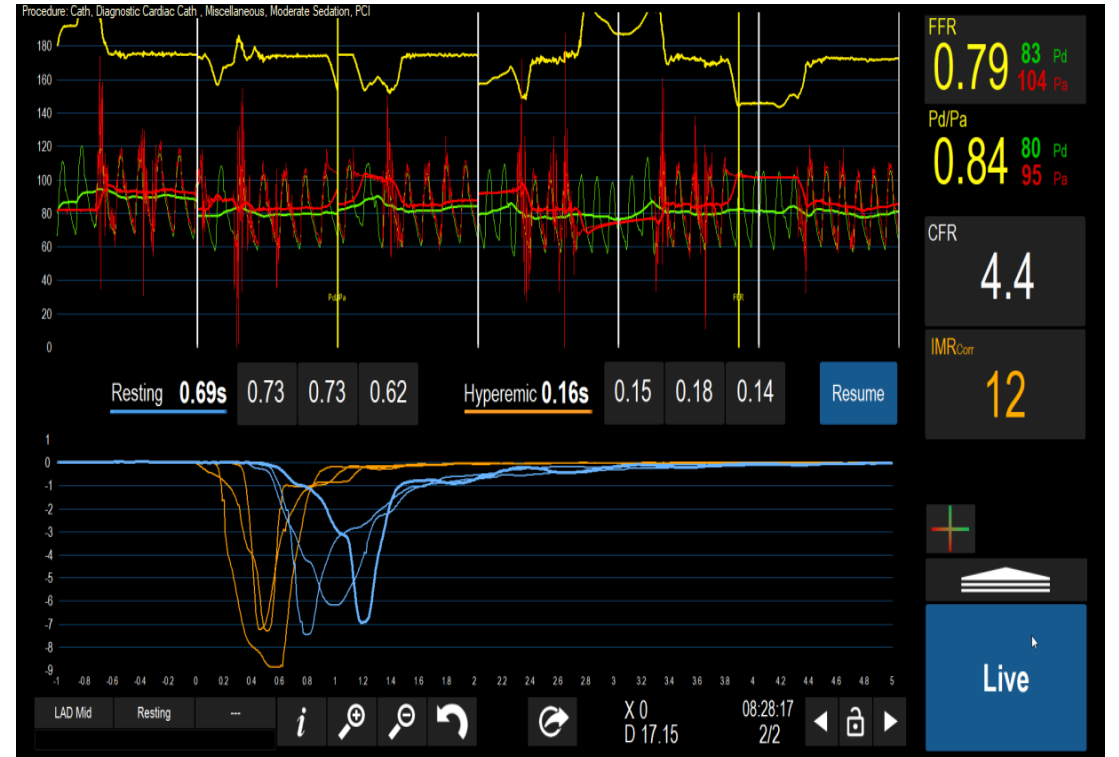 Procedure: Cath, Diagnostic Cardiac Cath , Miscellaneous, Moderate Sedation, PCI
180
160
140
120
100
80
60
40
20
0
Pd/Pa
FFR
FFR
0.79 83 Pd
104 Pa
Pd/Pa
0.84 80 Pd
95 Pa
CFR
4.4
IMRCorr
12
Resting 0.69s 0.73 0.73 0.62 Hyperemic 0.16s 0.15 0.18 0.14 Resume
1
0
-1
-2
-3
-4
-5
-6
-7
-8
-9
-1 -0.8 -0.6 -0.4 -0.2 0 0.2 0.4 0.6 0.8 1 1.2 1.4 1.6 1.8 2 2.2 2.4 2.6 2.8 3 3.2 3.4 3.6 3.8 4 4.2 4.4 4.6 4.8 5
LAD Mid Resting ---
i
X 0
D 17.15
08:28:17
2/2
Live